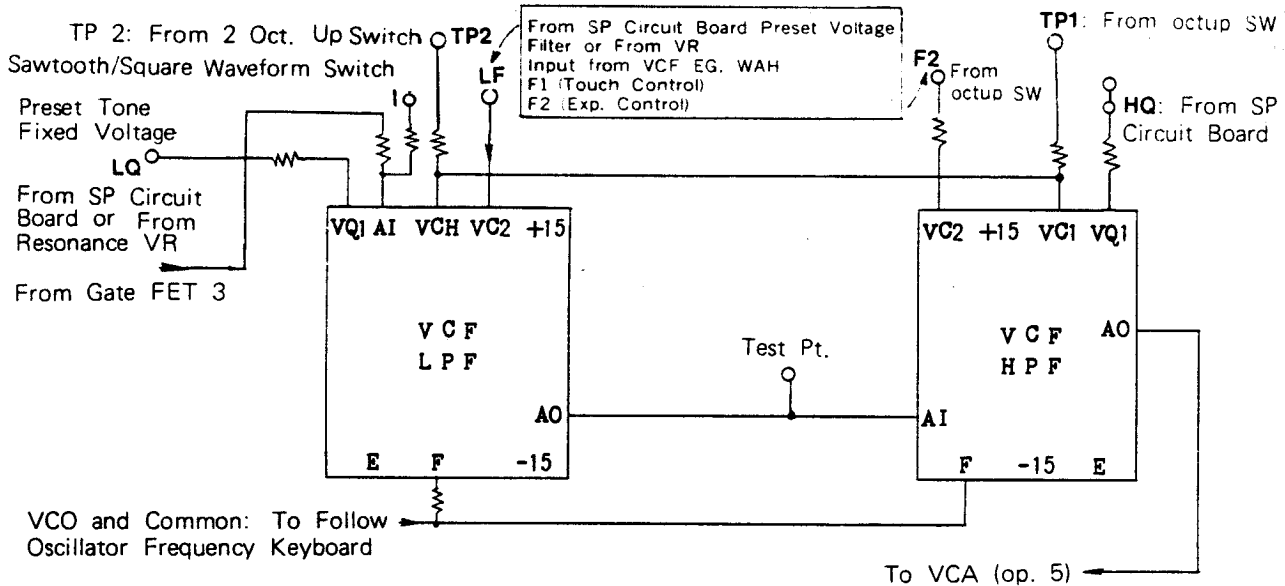 TP 2: From 2 Oct. Up Switch
TP2
Sawtooth/Square Waveform Switch
I
LF
From SP Circuit Board Preset Voltage
Filter or From VR
Input from VCF EG. WAH
F1 (Touch Control)
F2 (Exp. Control)
F2
From
octup SW
TP1: From octup SW
HQ: From SP
Circuit Board
Preset Tone
Fixed Voltage
LQ
From SP Circuit
Board or From
Resonance VR
From Gate FET 3
VQ1 AI VCH VC2 +15
VCF
LPF
AO
E F -15
Test Pt.
VC2 +15 VC1 VQ1
VCF
HPF
AO
AI
F -15 E
VCO and Common: To Follow
Oscillator Frequency Keyboard
To VCA (op. 5)